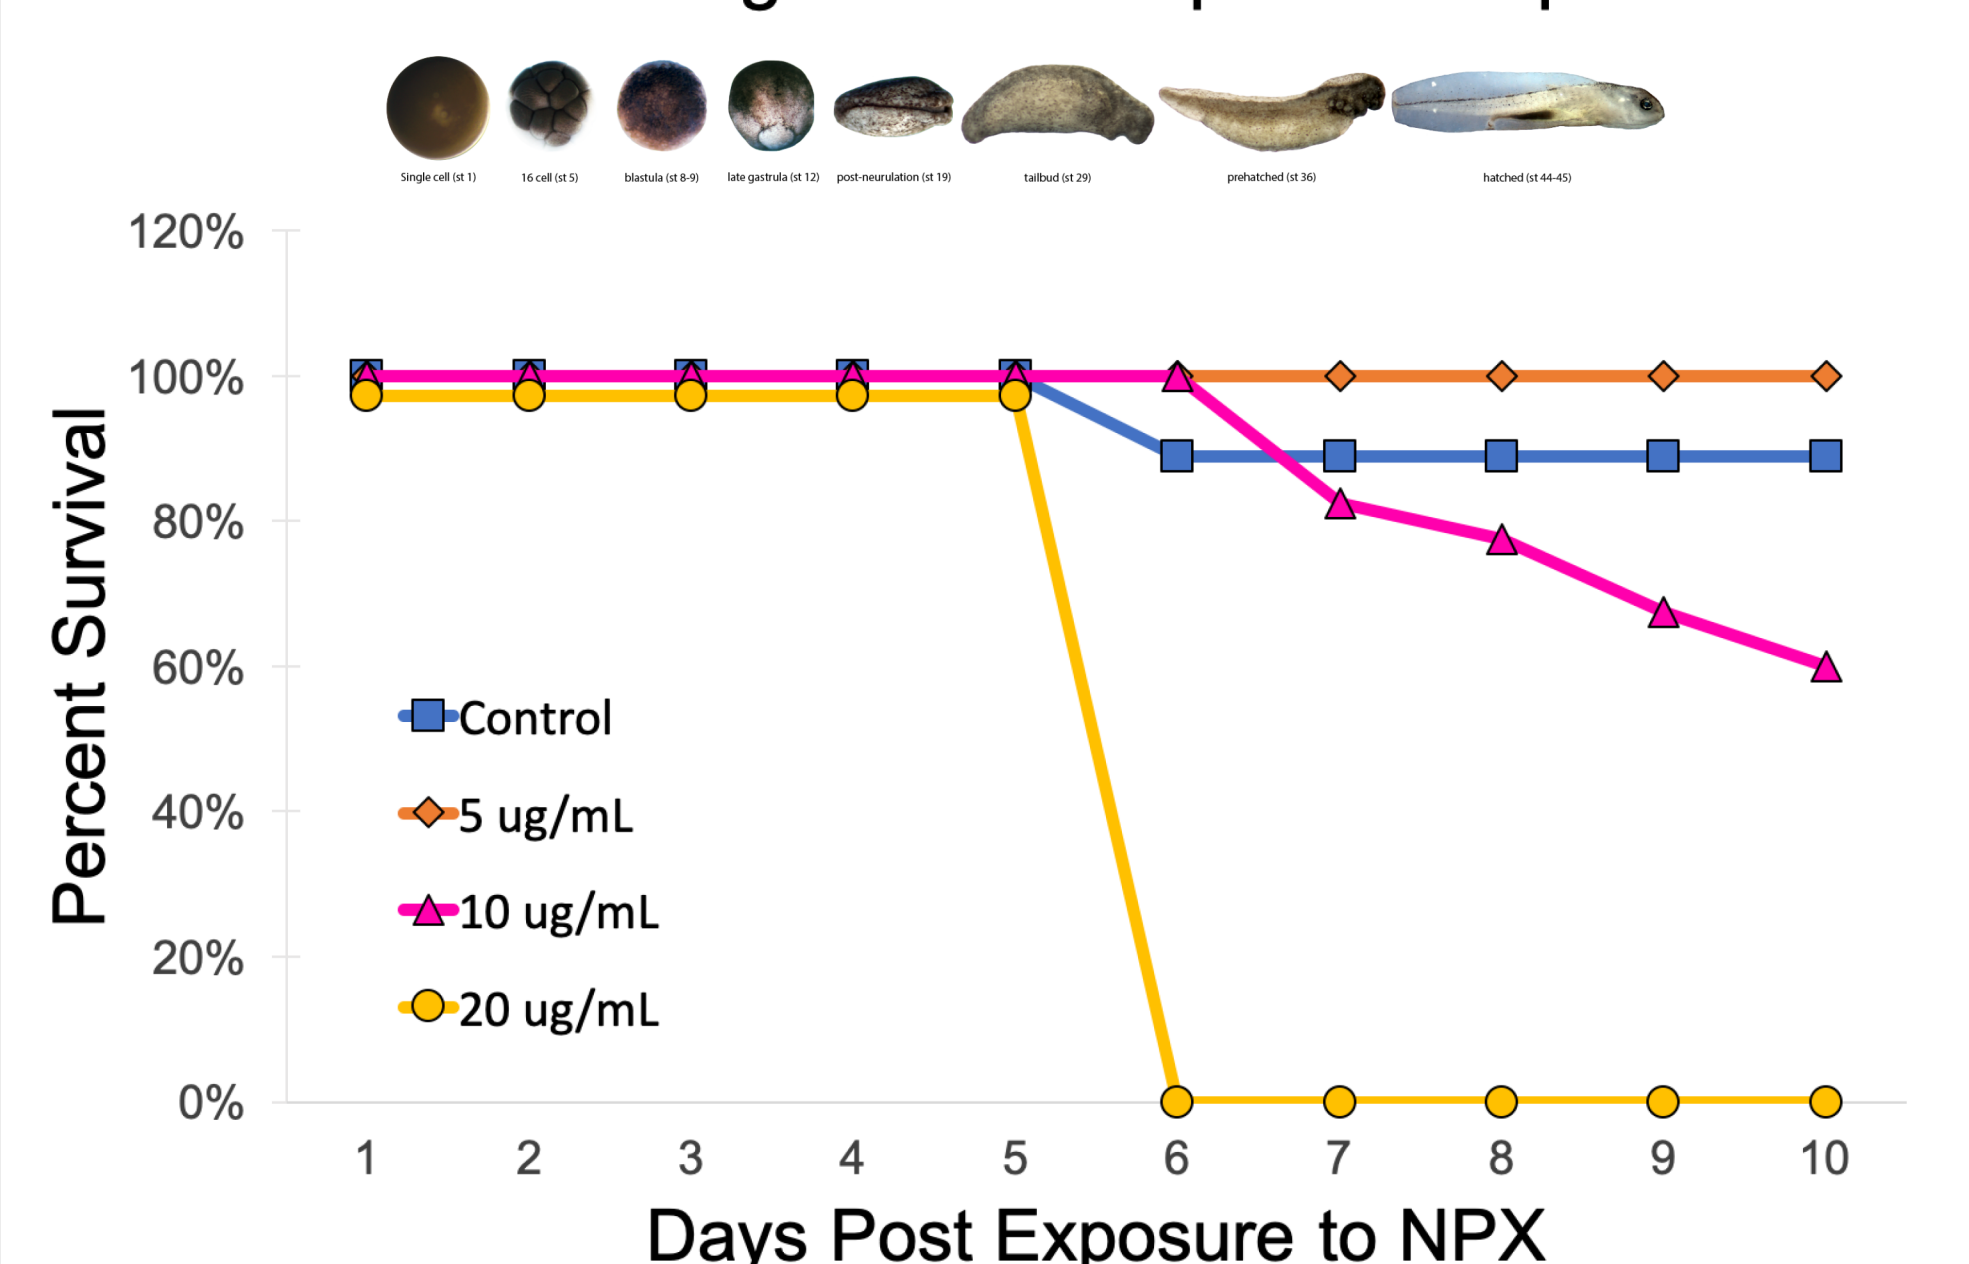 Single cell (st 1) 16 cell (st 5) blastula (st 8-9) late gastrula (st 12) post-neurulation (st 19) tailbud (st 29) prehatched (st 36) hatched (st 44-45)
120%
100%
80%
60%
40%
20%
0%
Percent Survival
Control
5 ug/mL
10 ug/mL
20 ug/mL
1 2 3 4 5 6 7 8 9 10
Days Post Exposure to NPX